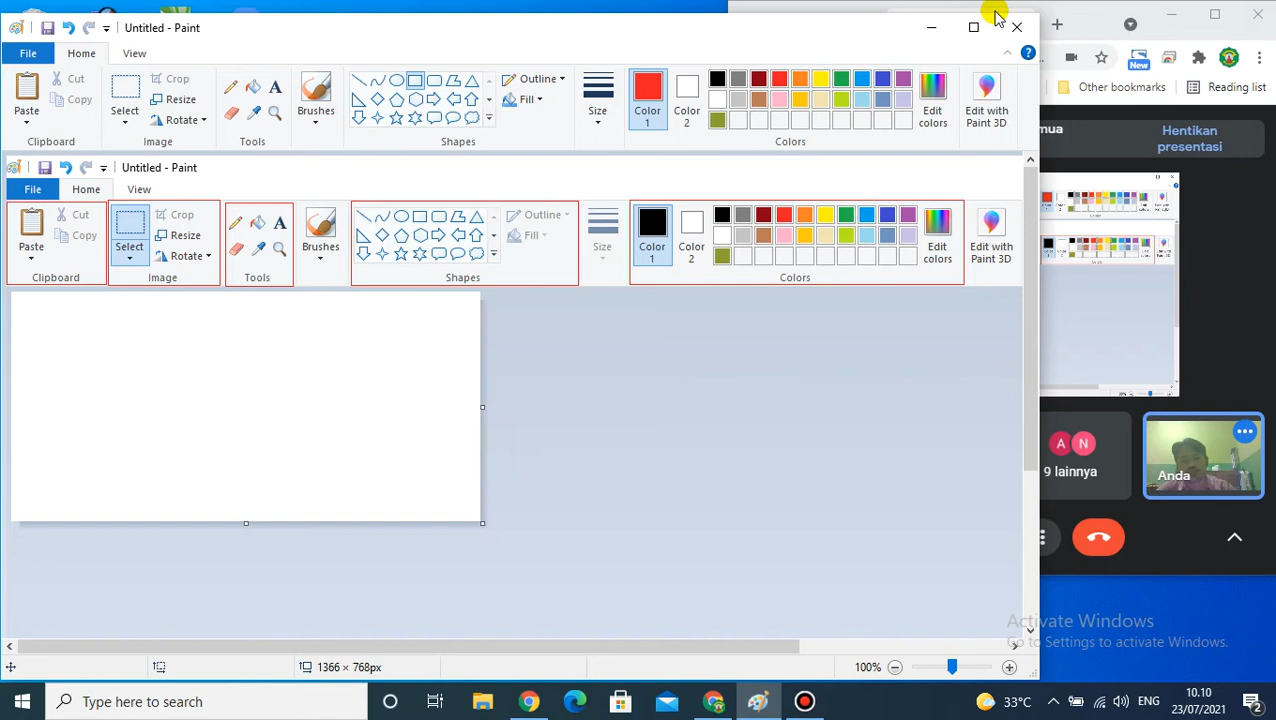 Untitled - Paint
File
Home
View
Paste
Cut
Copy
Clipboard
Select
Crop
Resize
Rotate
Image
Tools
Brushes
Shapes
Outline
Fill
Size
Color 1
Color 2
Edit colors
Edit with Paint 3D
Colors
Untitled - Paint
File
Home
View
Paste
Cut
Copy
Clipboard
Select
Crop
Resize
Rotate
Image
Tools
Brushes
Shapes
Outline
Fill
Size
Color 1
Color 2
Edit colors
Edit with Paint 3D
Colors
1366 × 768px
100%
New
Other bookmarks
Reading list
mua
Hentikan
presentasi
A
N
9 lainnya
Anda
Activate Windows
Go to Settings to activate Windows.
Type here to search
33°C
ENG
10.10
23/07/2021
2